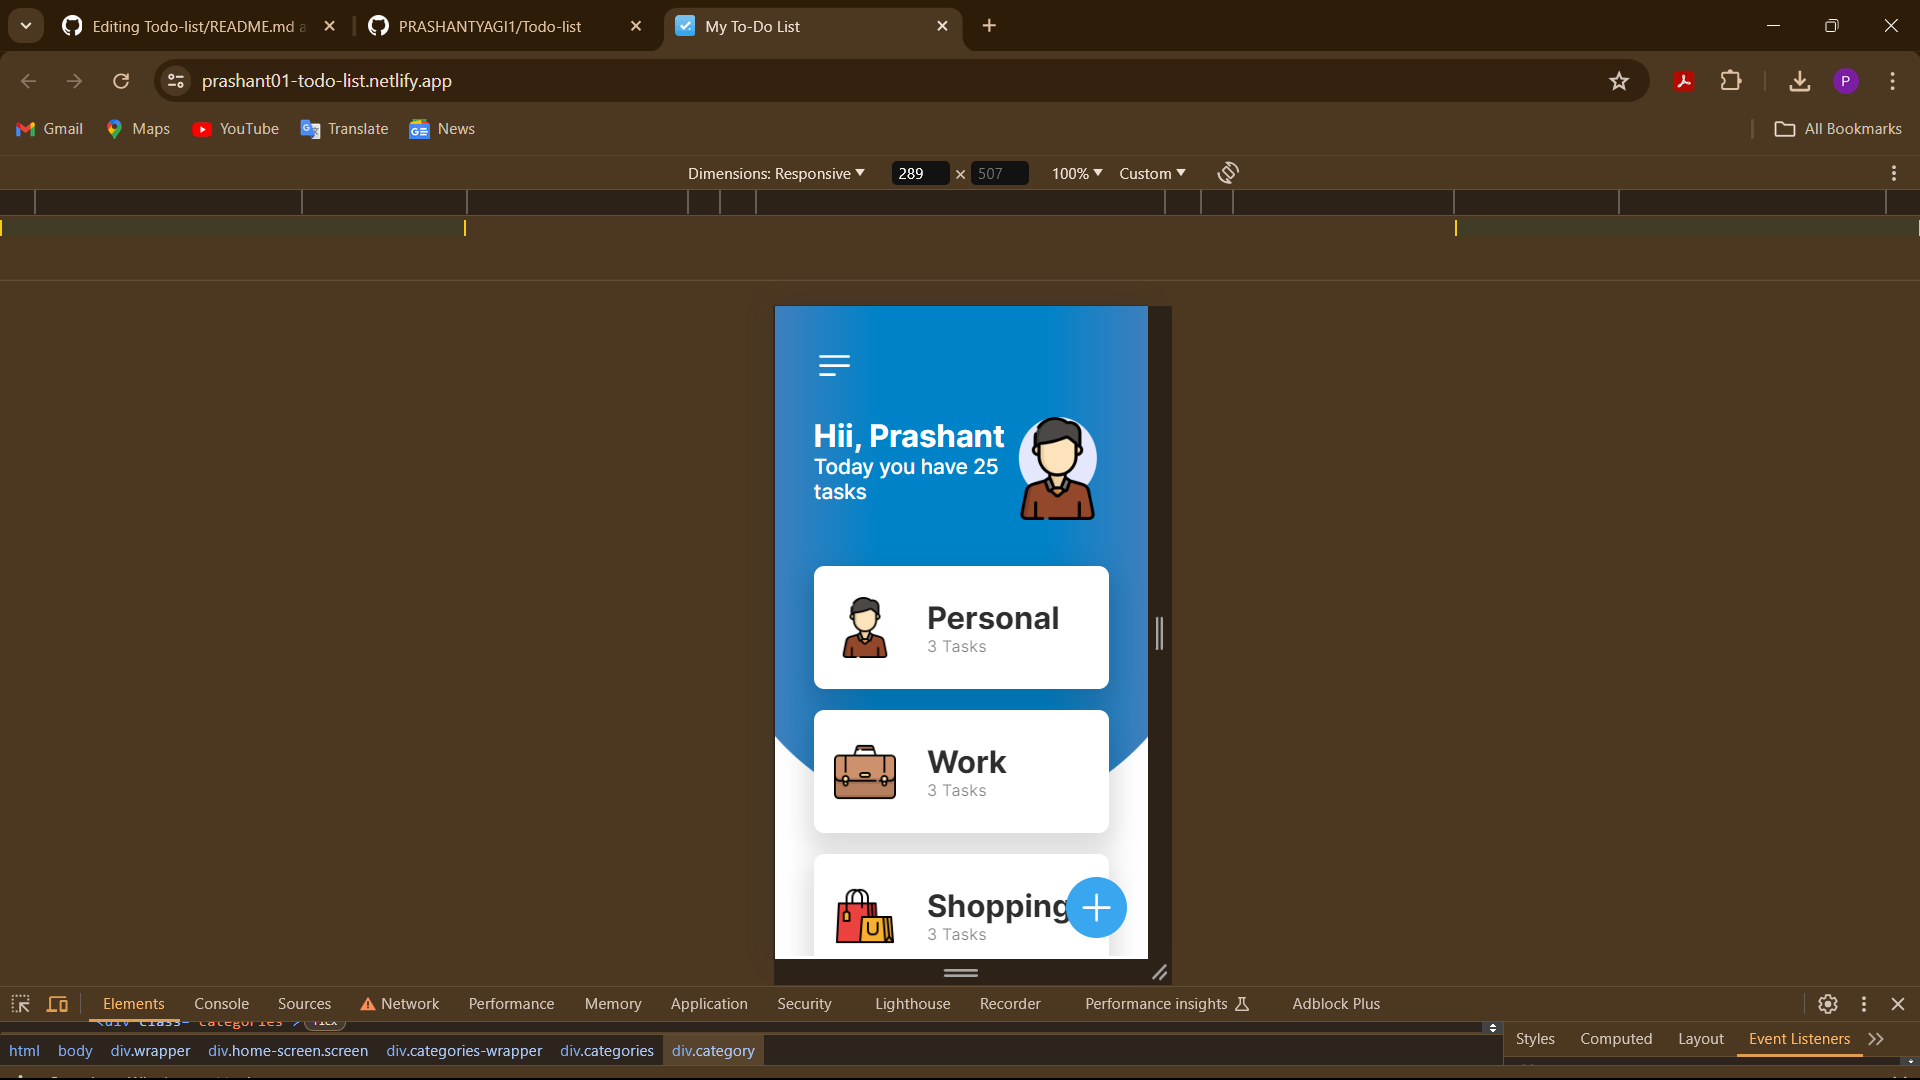 Editing Todo-list/README.md a
PRASHANTYAGI1/Todo-list
My To-Do List
prashant01-todo-list.netlify.app
P
Gmail
Maps
YouTube
Translate
News
All Bookmarks
Dimensions: Responsive
289 × 507
100%
Custom
Hii, Prashant
Today you have 25
tasks
Personal
3 Tasks
Work
3 Tasks
Shopping
3 Tasks
Elements Console Sources Network Performance Memory Application Security Lighthouse Recorder Performance insights Adblock Plus
html body div.wrapper div.home-screen.screen div.categories-wrapper div.categories div.category
Styles Computed Layout Event Listeners